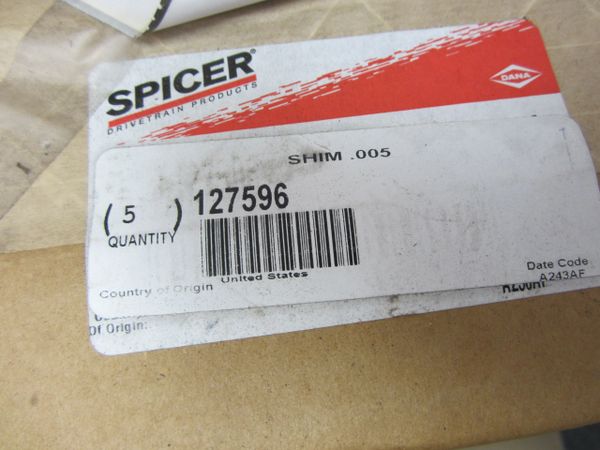 SPICER®
DRIVETRAIN PRODUCTS
DANA
SHIM .005
( 5 ) 127596
QUANTITY
United States
Country of Origin
Date Code
A243AF
Of Origin: